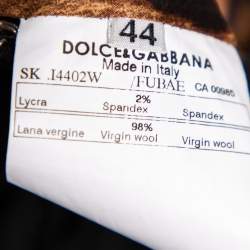 44
DOLCE&GABBANA
Made in Italy
SK .I4402W /FUBAE CA 00985
2%
Lycra Spandex Spandex
98%
Lana vergine Virgin wool Virgin wool